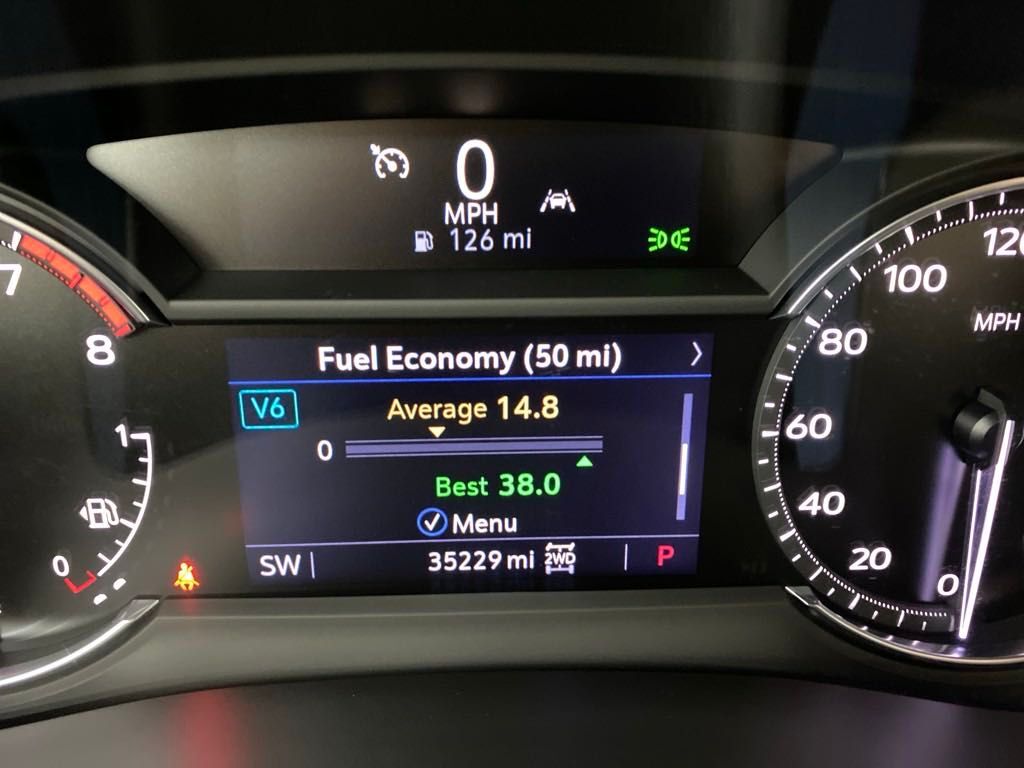 0
MPH
126 mi
7
8
1
0
Fuel Economy (50 mi)
V6
Average 14.8
0
Best 38.0
Menu
SW
35229 mi
2WD
P
120
100
MPH
80
60
40
20
0